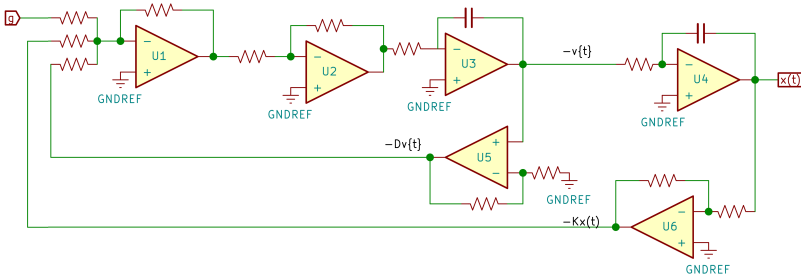 g
U1
GNDREF
U2
GNDREF
U3
GNDREF
-v{t}
U4
GNDREF
x(t)
-Dv{t}
U5
GNDREF
-Kx(t)
U6
GNDREF